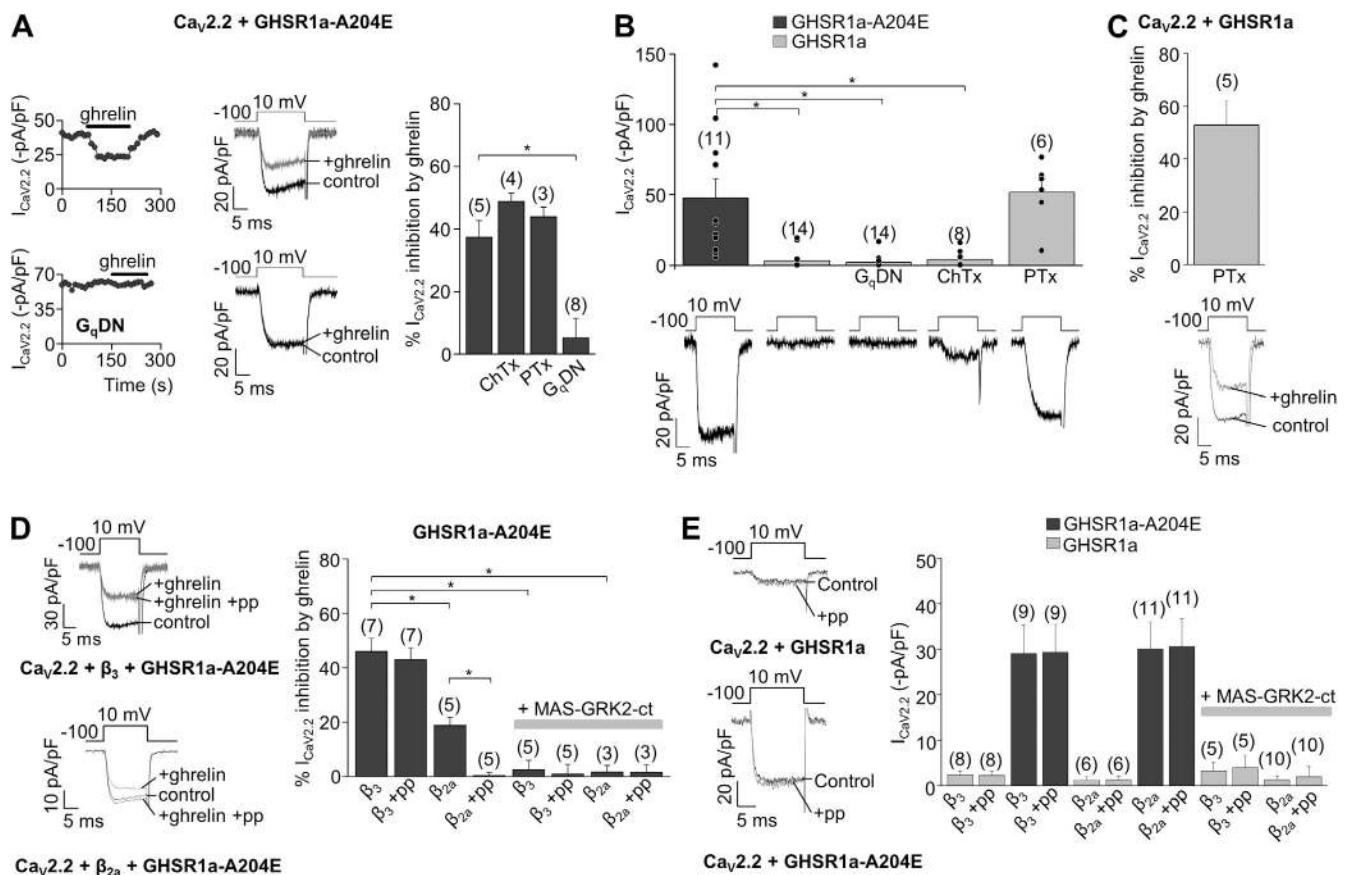 A
CaV2.2 + GHSR1a-A204E
ICaV2.2 (-pA/pF)
50
25
0
0 150 300
ghrelin
10 mV
-100
+ghrelin
control
20 pA/pF
5 ms
ICaV2.2 (-pA/pF)
70
35
0
0 150 300
ghrelin
GqDN
Time (s)
10 mV
-100
+ghrelin
control
20 pA/pF
5 ms
% ICaV2.2 inhibition by ghrelin
80
60
40
20
0
*
(5) (4) (3) (8)
ChTx PTx GqDN
B
GHSR1a-A204E
GHSR1a
ICaV2.2 (-pA/pF)
150
100
50
0
*
*
*
(11) (14) (14) (8) (6)
GqDN ChTx PTx
10 mV
-100
20 pA/pF
5 ms
C
CaV2.2 + GHSR1a
% ICaV2.2 inhibition by ghrelin
80
60
40
20
0
(5)
PTx
10 mV
-100
+ghrelin
control
20 pA/pF
5 ms
D
10 mV
-100
+ghrelin
+ghrelin +pp
control
30 pA/pF
5 ms
CaV2.2 + β3 + GHSR1a-A204E
10 mV
-100
+ghrelin
control
+ghrelin +pp
10 pA/pF
5 ms
CaV2.2 + β2a + GHSR1a-A204E
GHSR1a-A204E
% ICaV2.2 inhibition by ghrelin
80
60
40
20
0
*
*
*
*
(7) (7) (5) (5) (5) (5) (3) (3)
+ MAS-GRK2-ct
β3 β3 +pp β2a β2a +pp β3 β3 +pp β2a β2a +pp
E
10 mV
-100
Control
+pp
CaV2.2 + GHSR1a
10 mV
-100
Control
+pp
20 pA/pF
5 ms
CaV2.2 + GHSR1a-A204E
GHSR1a-A204E
GHSR1a
ICaV2.2 (-pA/pF)
50
40
30
10
0
(8) (8) (9) (9) (6) (6) (11) (11) (5) (5) (10) (10)
+ MAS-GRK2-ct
β3 β3 +pp β3 β3 +pp β2a β2a +pp β2a β2a +pp β3 β3 +pp β2a β2a +pp